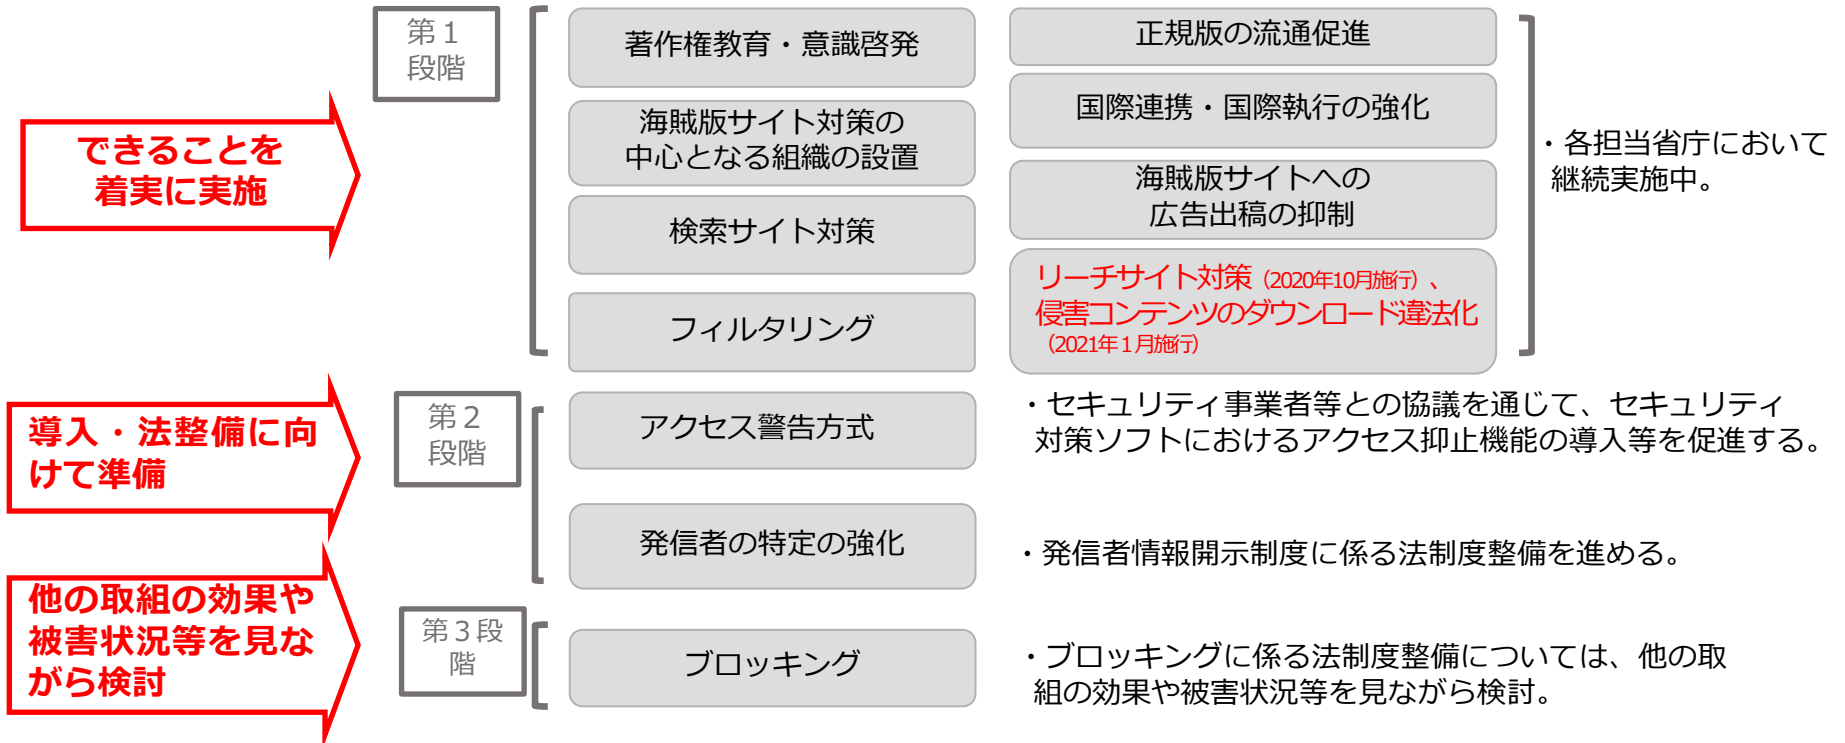 できることを
着実に実施
第１
段階
著作権教育・意識啓発
海賊版サイト対策の
中心となる組織の設置
検索サイト対策
フィルタリング
正規版の流通促進
国際連携・国際執行の強化
海賊版サイトへの
広告出稿の抑制
リーチサイト対策（2020年10月施行）、
侵害コンテンツのダウンロード違法化
（2021年１月施行）
・各担当省庁において
継続実施中。
導入・法整備に向
けて準備
第２
段階
アクセス警告方式
・セキュリティ事業者等との協議を通じて、セキュリティ
対策ソフトにおけるアクセス抑止機能の導入等を促進する。
発信者の特定の強化
・発信者情報開示制度に係る法制度整備を進める。
他の取組の効果や
被害状況等を見な
がら検討
第３段
階
ブロッキング
・ブロッキングに係る法制度整備については、他の取
組の効果や被害状況等を見ながら検討。